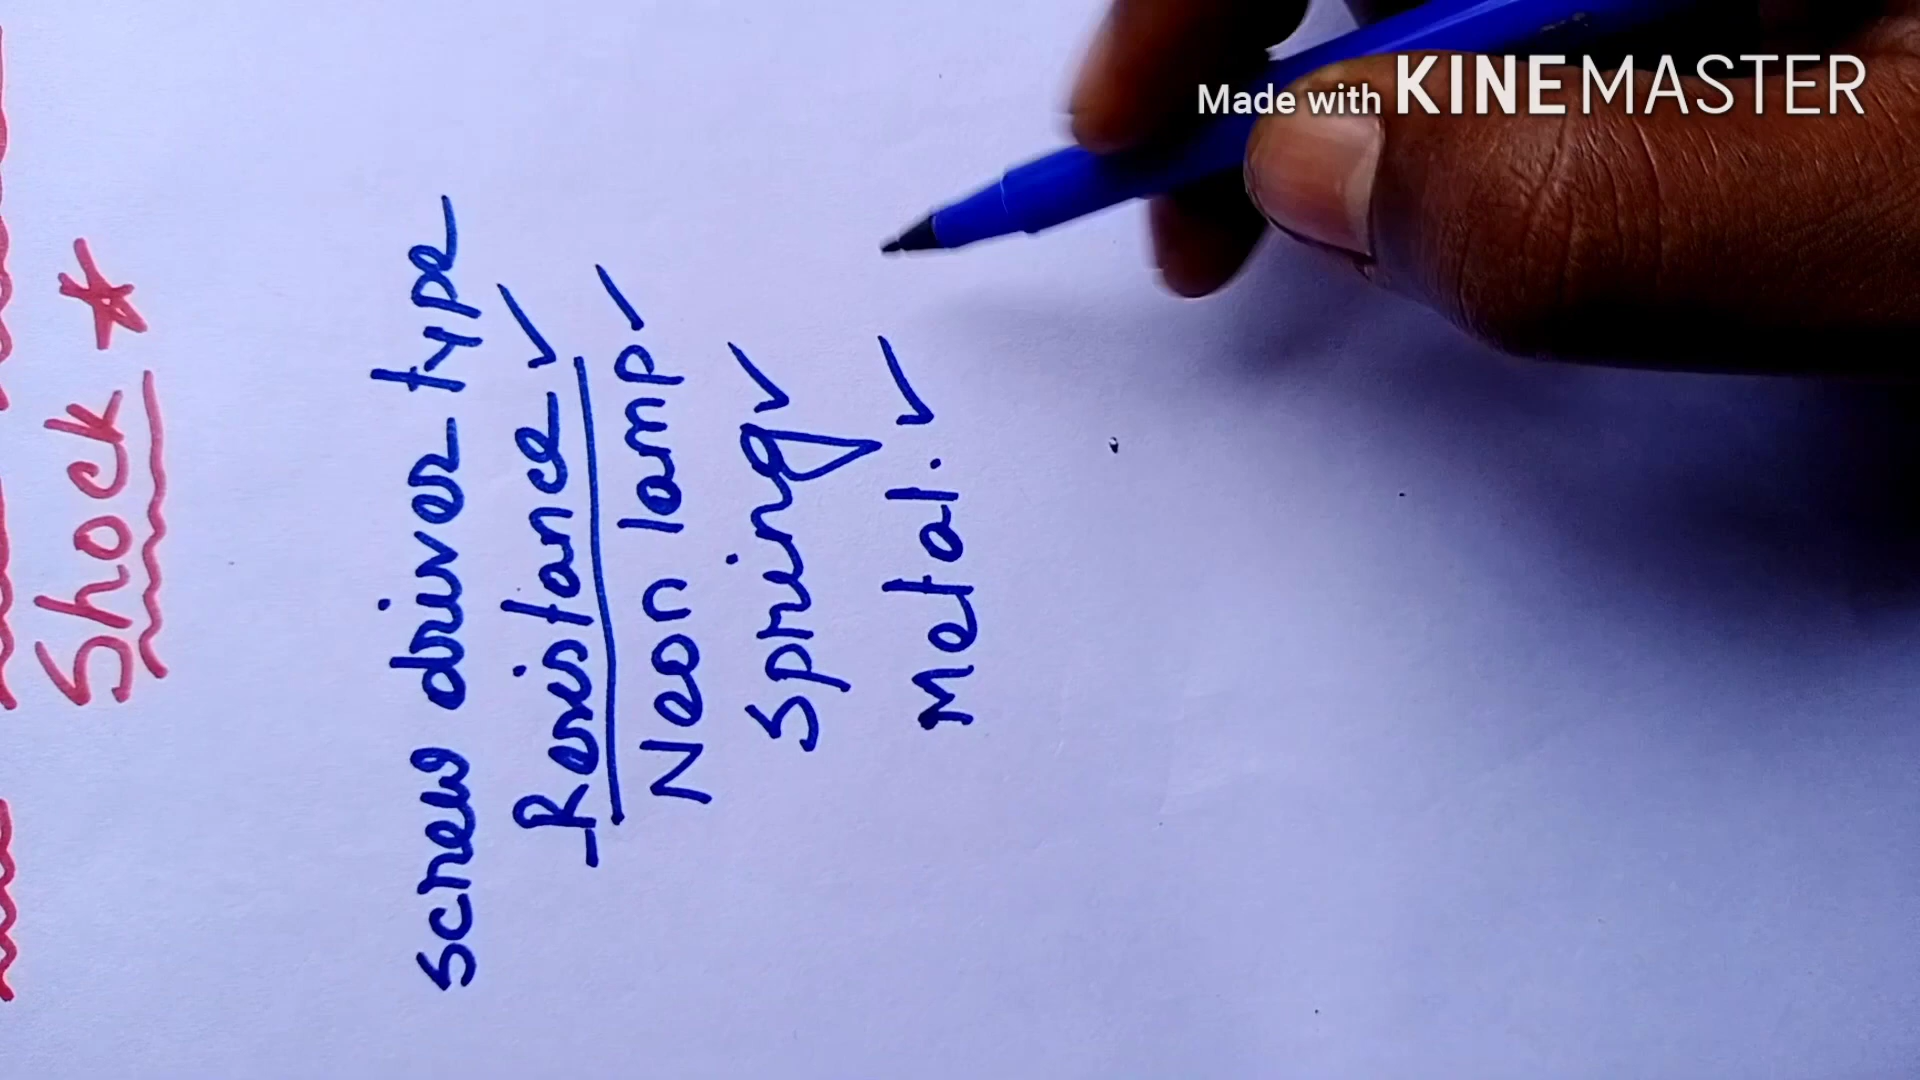 Shock *
screw driver type
Resistance ✓
Neon lamp ✓
Spring ✓
Metal. ✓
Made with KINEMASTER